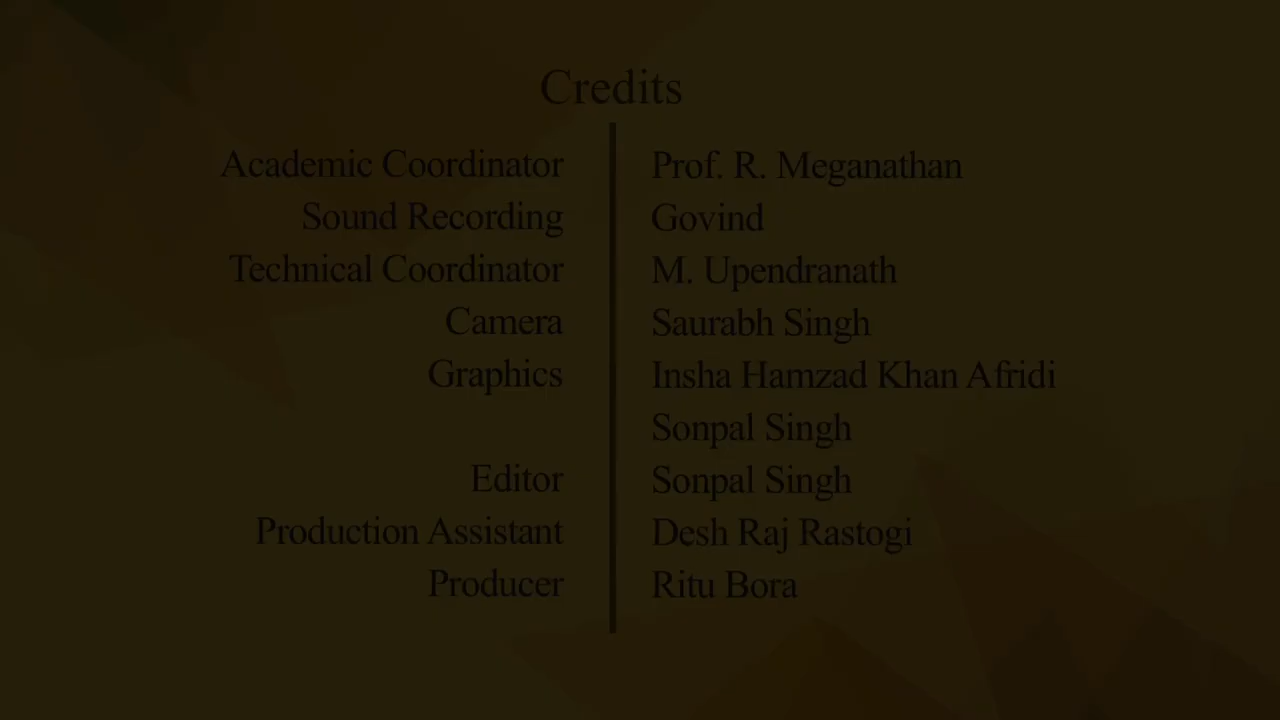 Credits
Academic Coordinator Prof. R. Meganathan
Sound Recording Govind
Technical Coordinator M. Upendranath
Camera Saurabh Singh
Graphics Insha Hamzad Khan Afridi
Sonpal Singh
Editor Sonpal Singh
Production Assistant Desh Raj Rastogi
Producer Ritu Bora